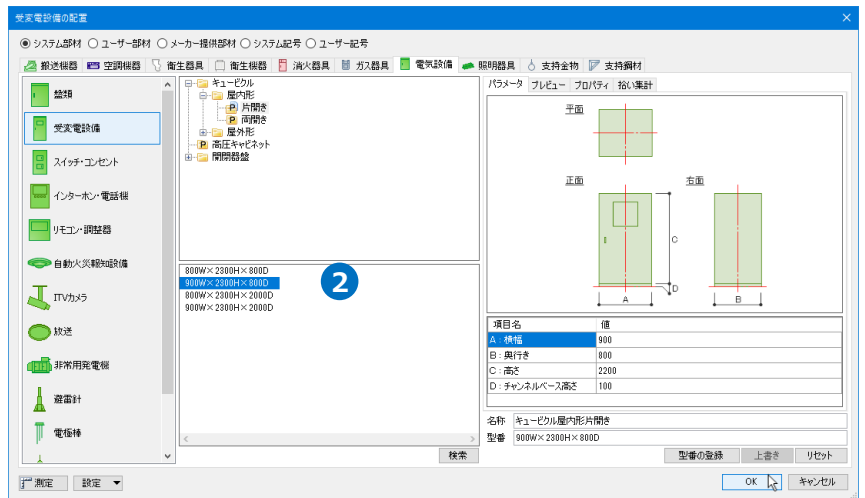 受変電設備の配置
システム部材 ユーザー部材 メーカー提供部材 システム記号 ユーザー記号
搬送機器 空調機器 衛生器具 衛生機器 消火器具 ガス器具 電気設備 照明器具 支持金物 支持鋼材
盤類
受変電設備
スイッチ・コンセント
インターホン・電話機
リモコン・調整器
自動火災報知設備
ITVカメラ
放送
非常用発電機
避雷針
電極棒
キュービクル
屋内形
片開き
両開き
屋外形
高圧キャビネット
開閉器盤
800W×2300H×800D
900W×2300H×800D
800W×2300H×2000D
900W×2300H×2000D
2
検索
パラメータ プレビュー プロパティ 拾い集計
平面
正面 右面
C
D
A B
項目名 値
A:横幅 900
B:奥行き 800
C:高さ 2200
D:チャンネルベース高さ 100
名称 キュービクル屋内形片開き
型番 900W×2300H×800D
型番の登録 上書き リセット
測定 設定 OK キャンセル